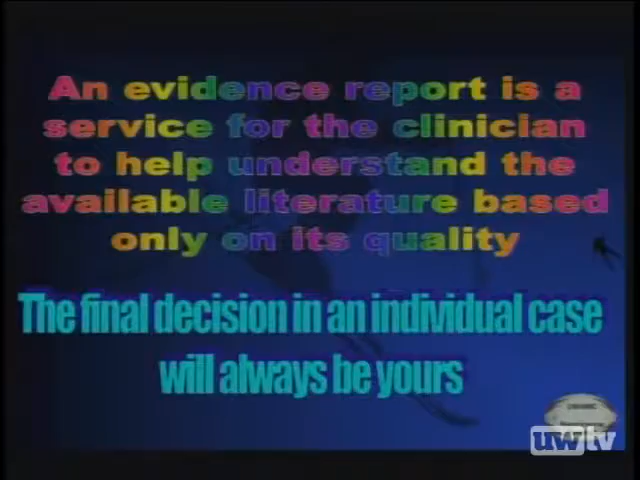 An evidence report is a
service for the clinician
to help understand the
available literature based
only on its quality
The final decision in an individual case
will always be yours
uwtv